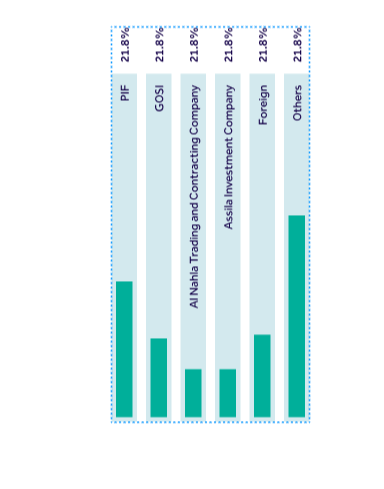 21.8%
PIF
21.8%
GOSI
21.8%
Al Nahla Trading and Contracting Company
21.8%
Assila Investment Company
21.8%
Foreign
21.8%
Others